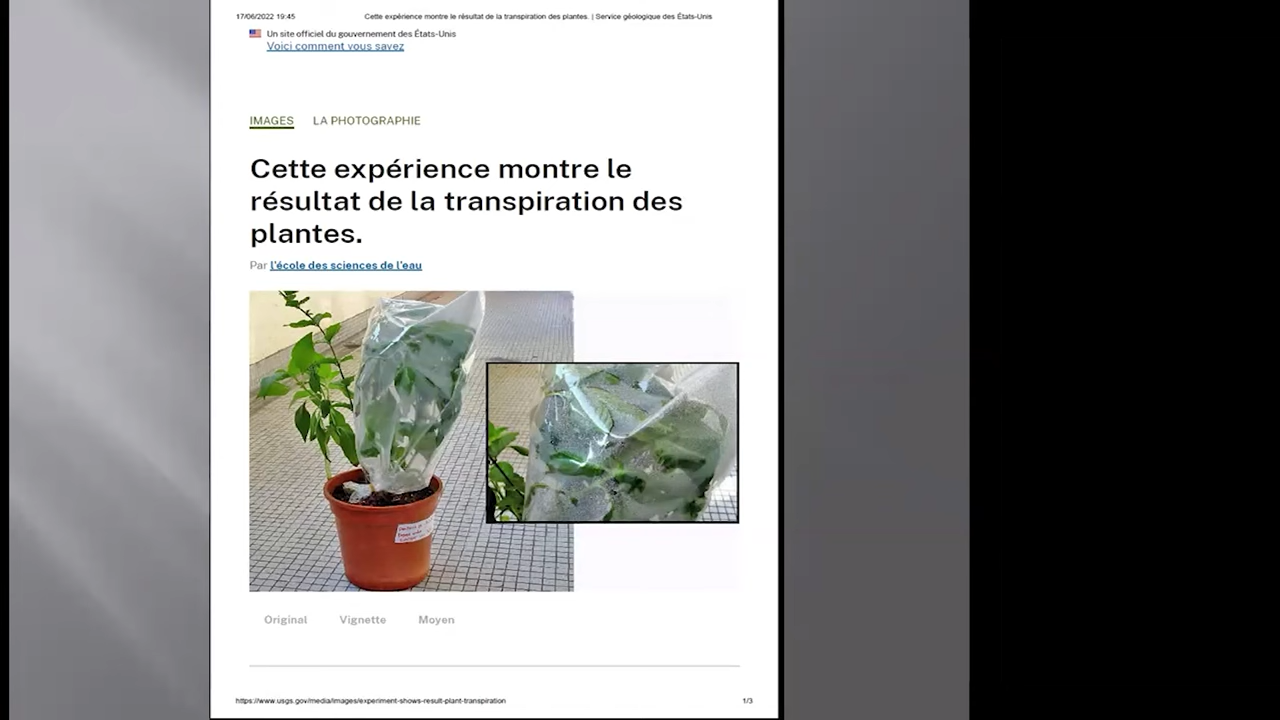 17/06/2022 19:45
Cette expérience montre le résultat de la transpiration des plantes. | Service géologique des États-Unis
Un site officiel du gouvernement des États-Unis
Voici comment vous savez
IMAGES LA PHOTOGRAPHIE
Cette expérience montre le
résultat de la transpiration des
plantes.
Par l'école des sciences de l'eau
Original Vignette Moyen
https://www.usgs.gov/media/images/experiment-shows-result-plant-transpiration
1/3